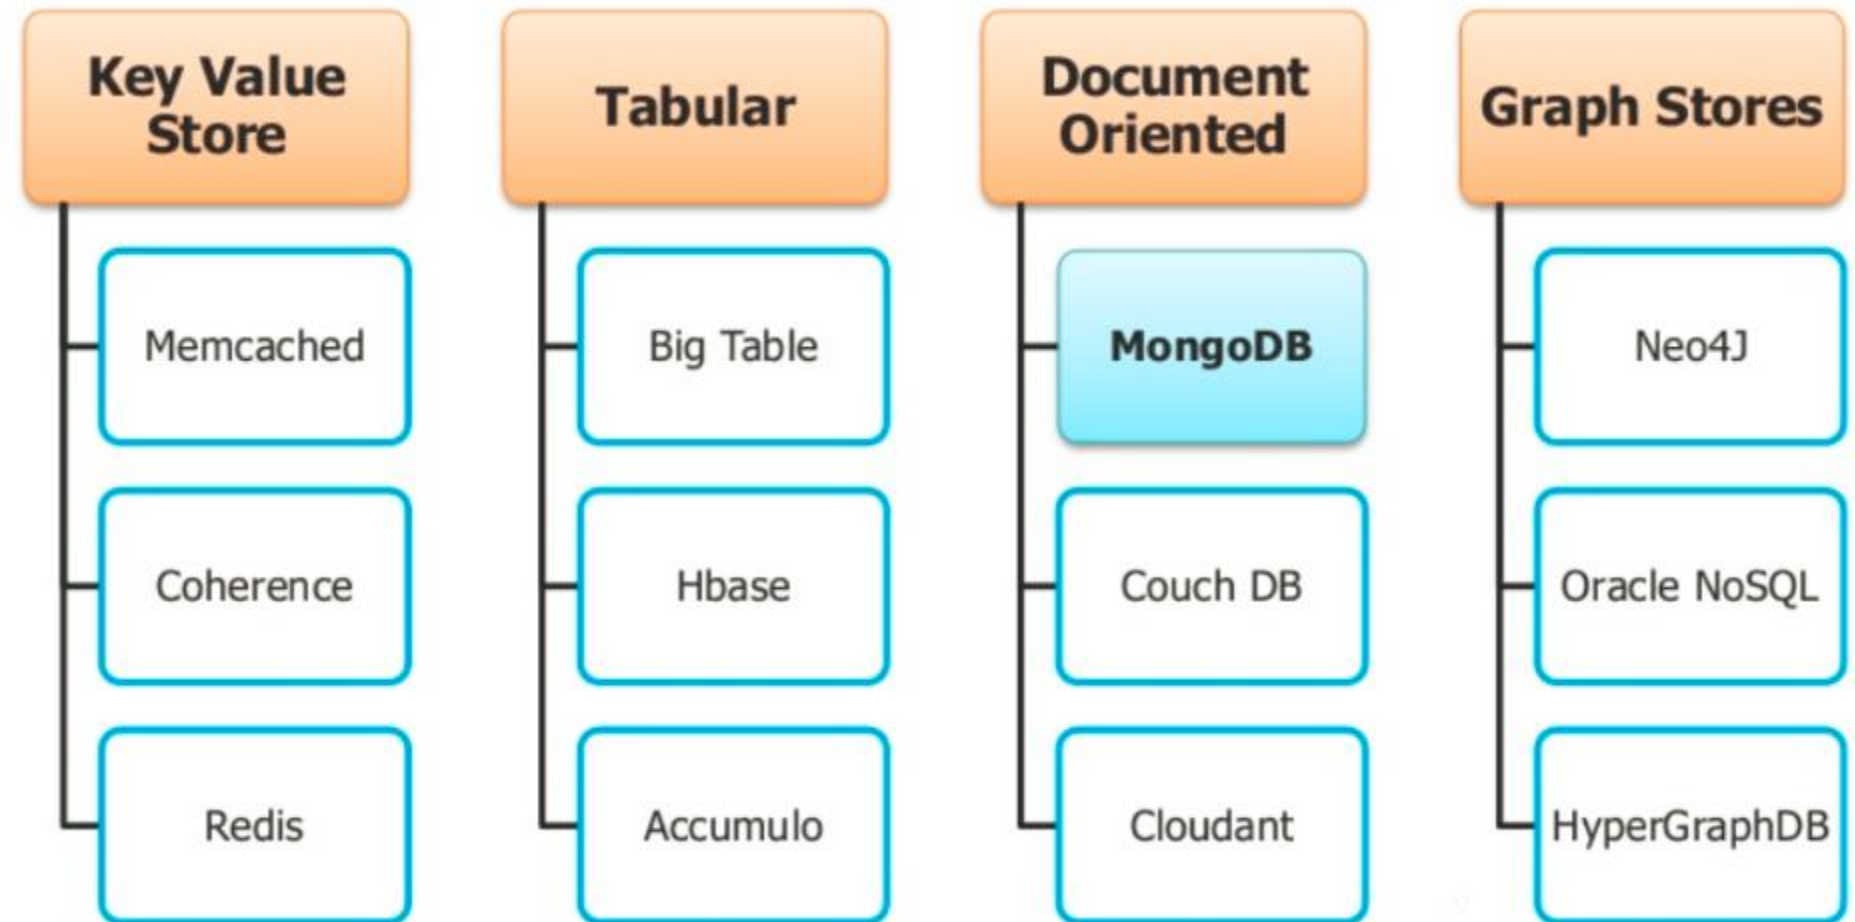 Key Value
Store
Memcached
Coherence
Redis
Tabular
Big Table
Hbase
Accumulo
Document
Oriented
MongoDB
Couch DB
Cloudant
Graph Stores
Neo4J
Oracle NoSQL
HyperGraphDB